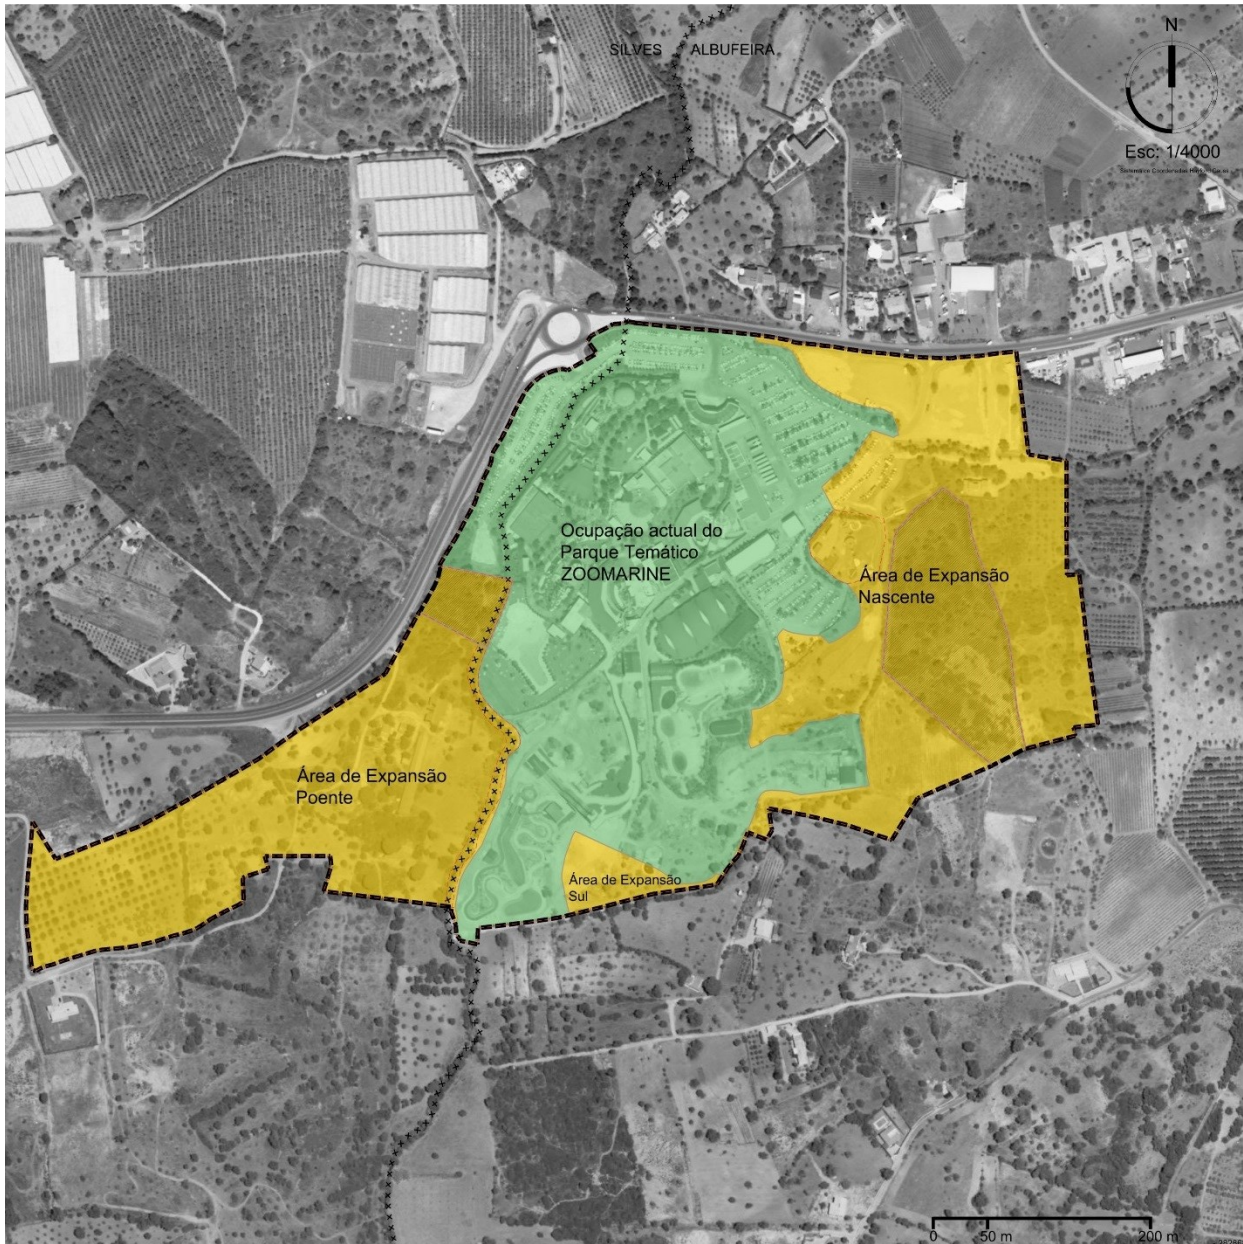 SILVES ALBUFEIRA
N
Esc: 1/4000
Ocupação actual do
Parque Temático
ZOOMARINE
Área de Expansão
Nascente
Área de Expansão
Poente
Área de Expansão
Sul
0 50 m 200 m